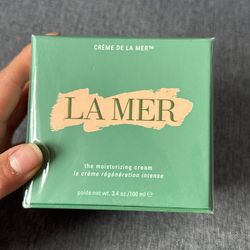 CRÈME DE LA MER™
LA MER
the moisturizing cream
la crème régénération intense
poids net wt. 3.4 oz./100 ml ℮